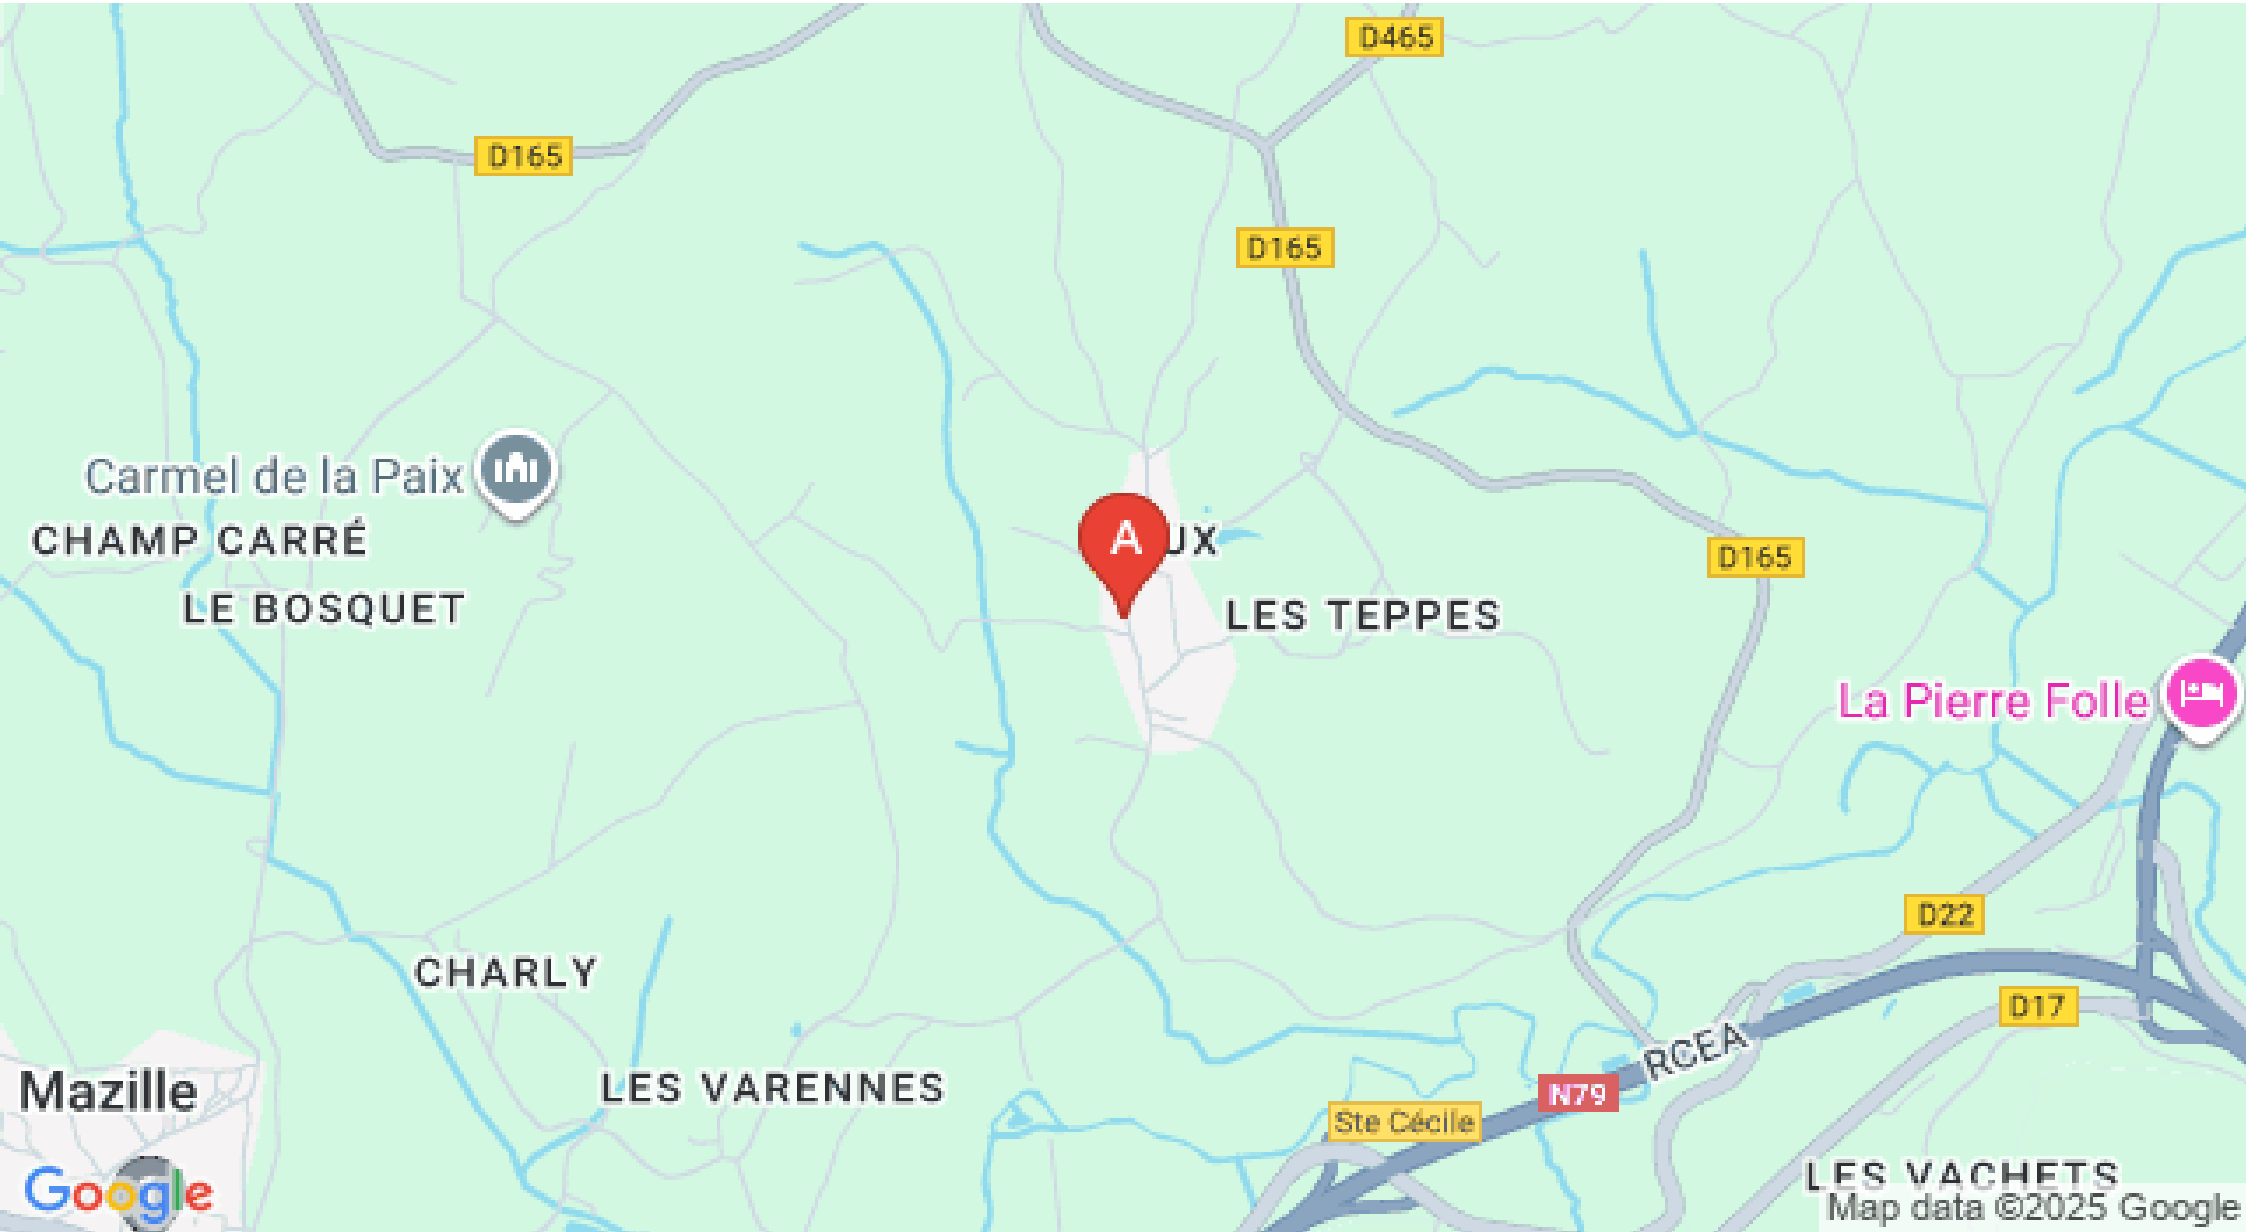 D465
D165
D165
Carmel de la Paix
CHAMP CARRÉ
A
UX
D165
LE BOSQUET
LES TEPPES
La Pierre Folle
D22
CHARLY
D17
RCEA
Mazille
LES VARENNES
N79
Ste Cécile
LES VACHETS
Google
Map data ©2025 Google